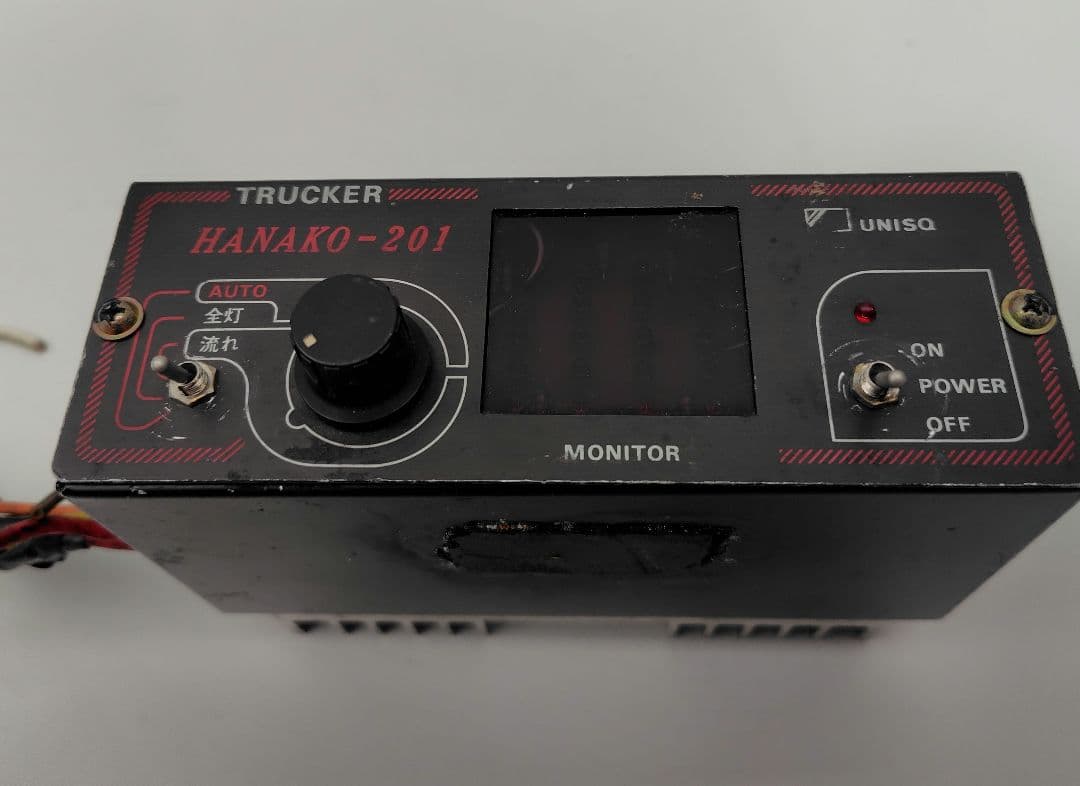 TRUCKER
HANAKO-201
AUTO
全灯
流れ
MONITOR
UNISQ
ON
POWER
OFF